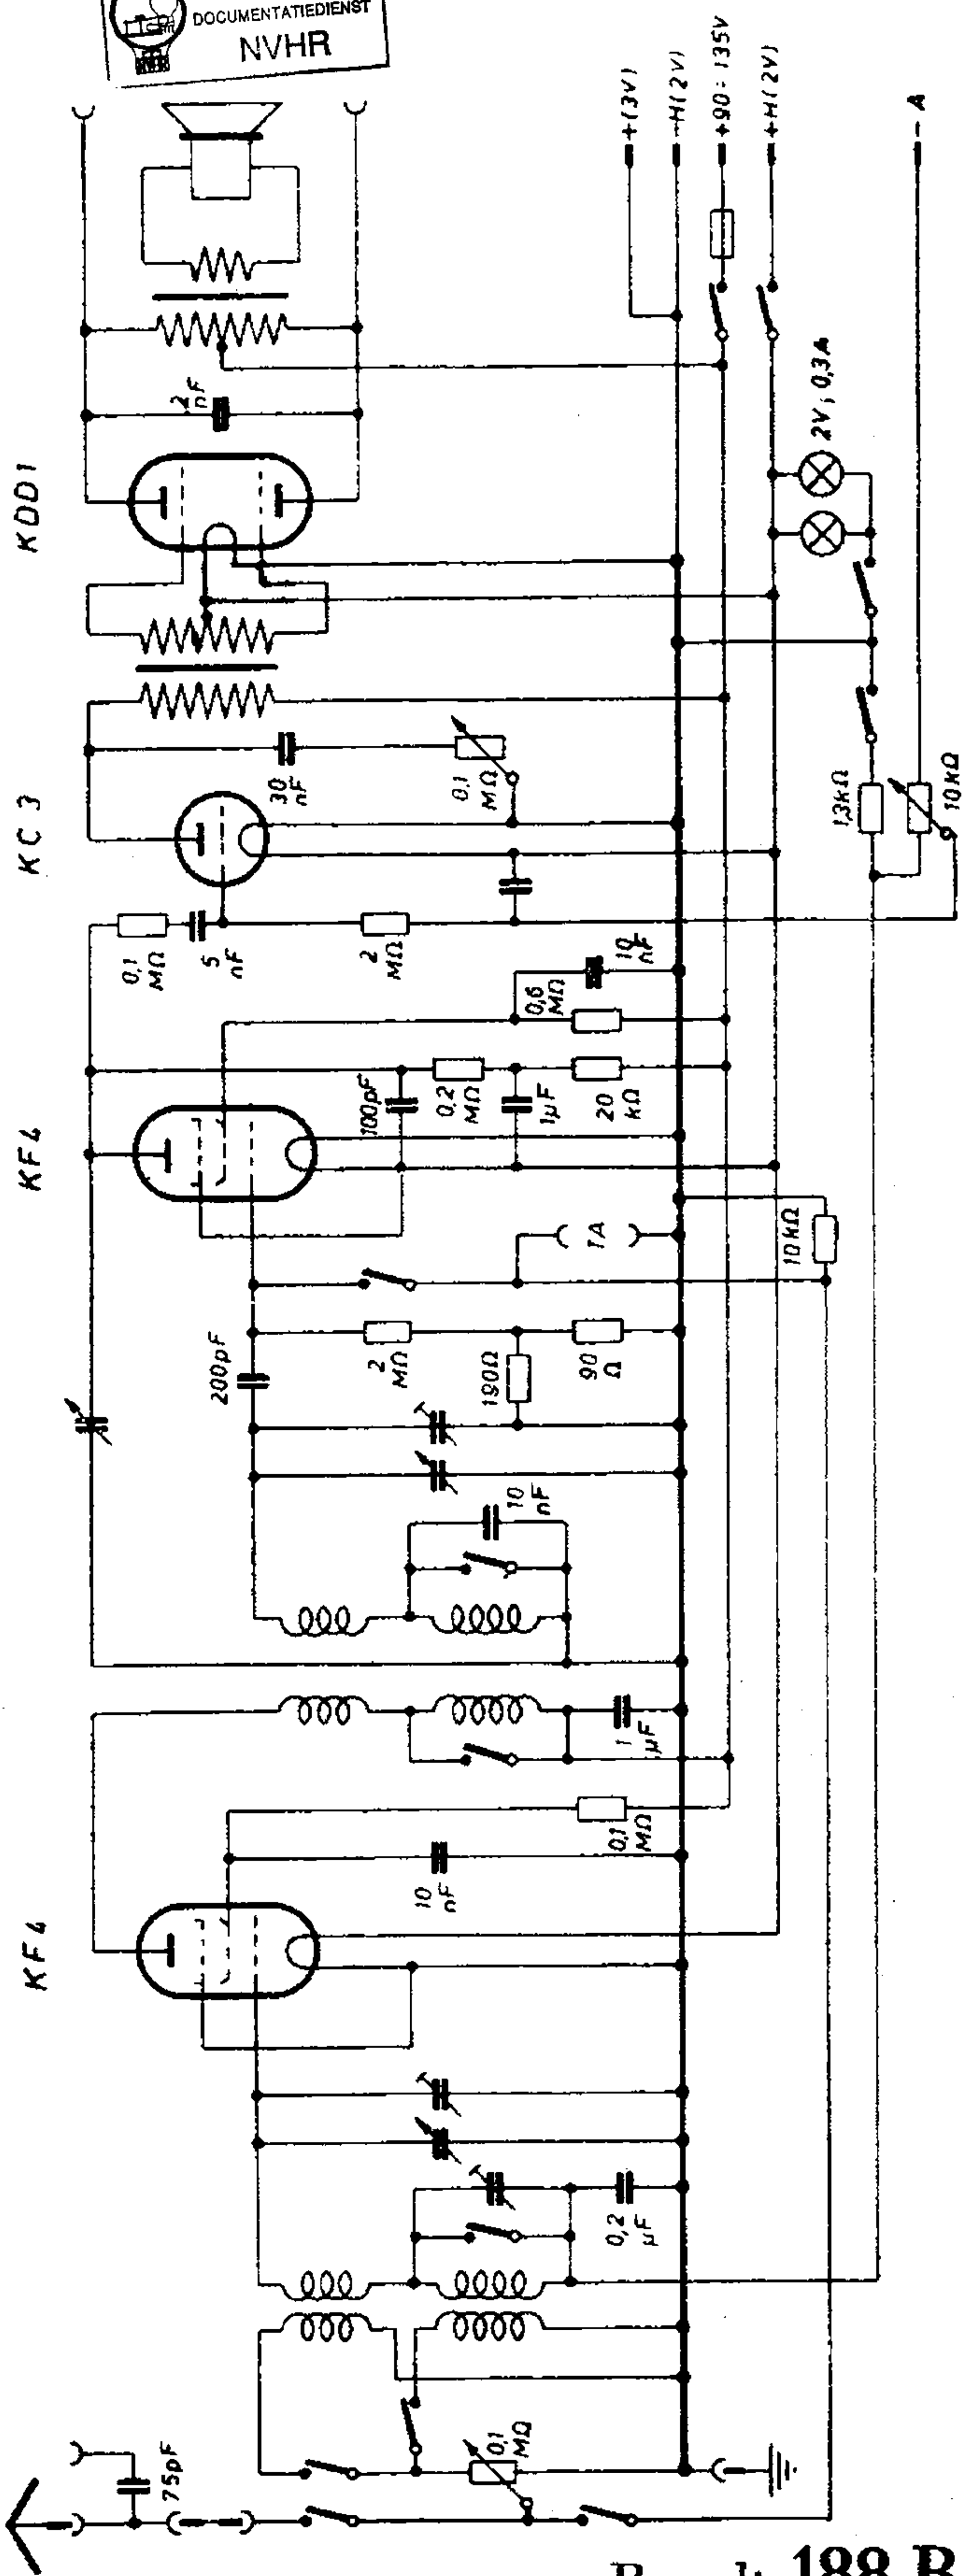 DOCUMENTATIEDIENST
NVHR
KF4
KF4
KC3
KDD1
75pF
0,1
MΩ
0,2
µF
10
nF
0,1
MΩ
1
µF
10
nF
200pF
2
MΩ
190Ω
90
Ω
TA
10kΩ
100pF
0,2
MΩ
1µF
20
kΩ
0,6
MΩ
10
nF
0,1
MΩ
5
nF
2
MΩ
30
nF
0,1
MΩ
1,3kΩ
10kΩ
2
nF
2V; 0,3A
+(3V)
-H(2V)
+90÷135V
+H(2V)
-A
188 B